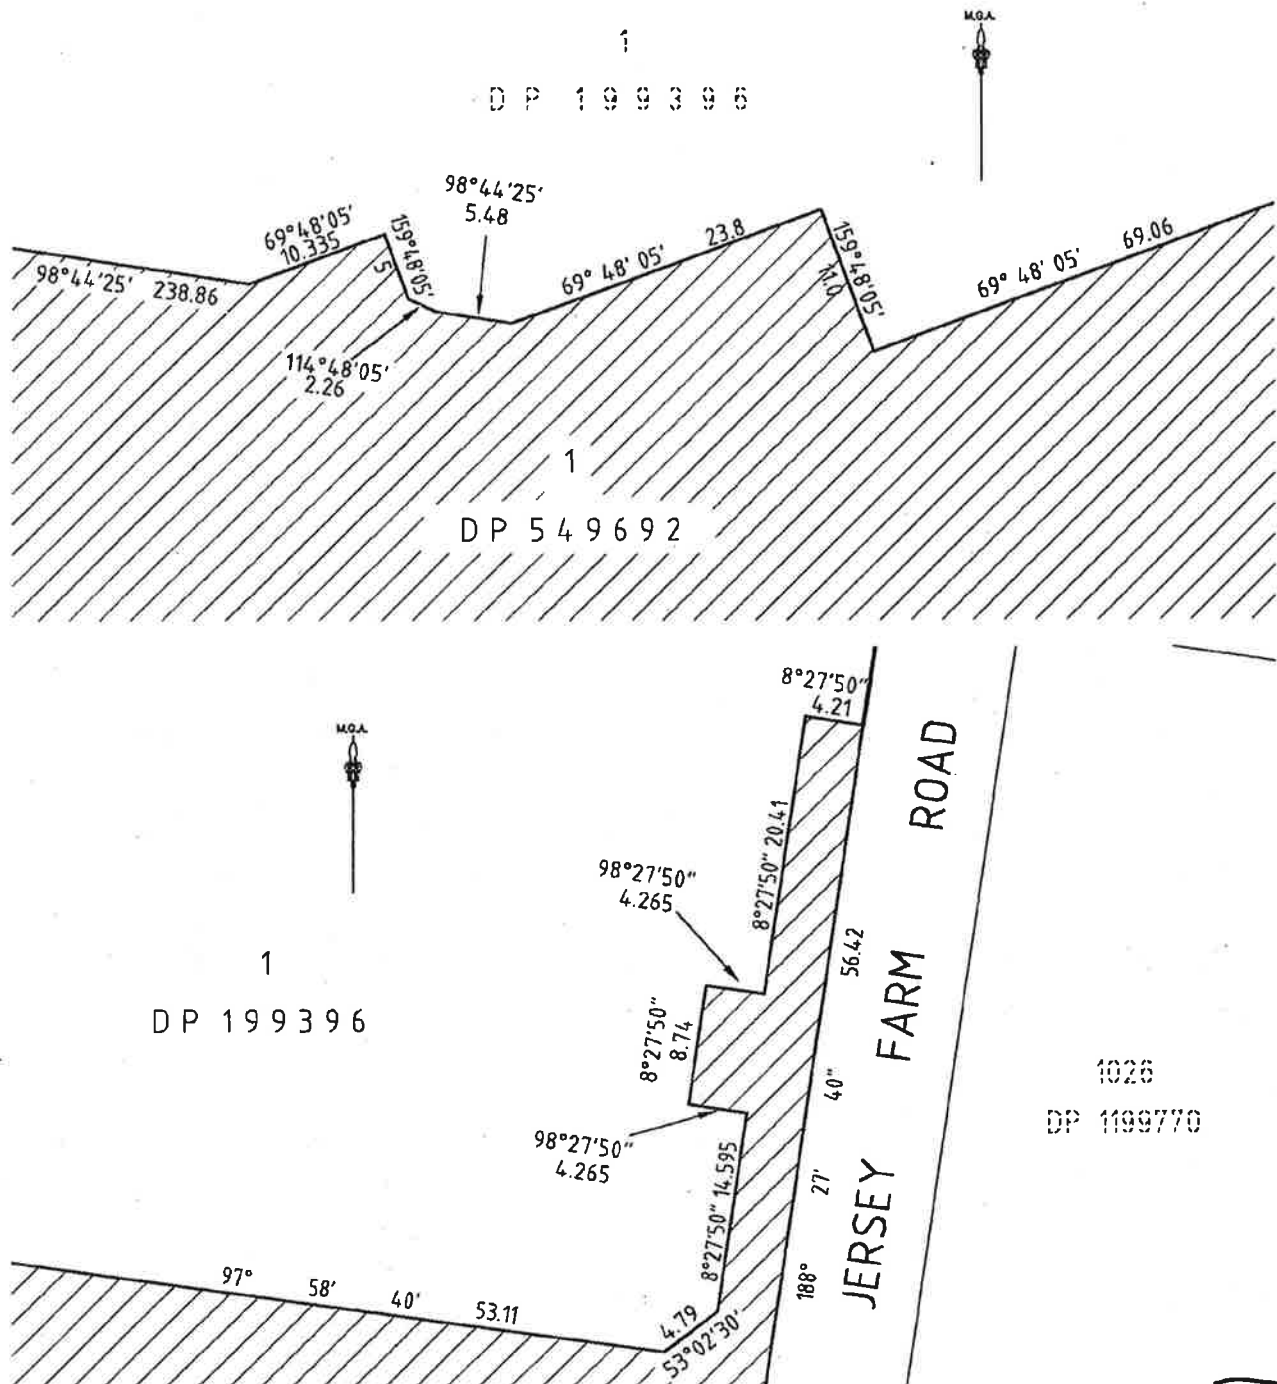 M.G.A.
1
DP 199396
98°44'25'
5.48
69°48'05'
10.335
159°48'05'
5
98°44'25' 238.86
114°48'05'
2.26
69° 48' 05' 23.8
159°48'05'
11.0
69° 48' 05' 69.06
1
DP 549692
8°27'50"
4.21
M.G.A.
ROAD
8°27'50" 20.41
98°27'50"
4.265
56.42
FARM
1
DP 199396
8°27'50"
8.74
40"
1026
DP 1199770
98°27'50"
4.265
8°27'50" 14.595
27'
JERSEY
188°
97° 58' 40' 53.11
4.79
53°02'30'